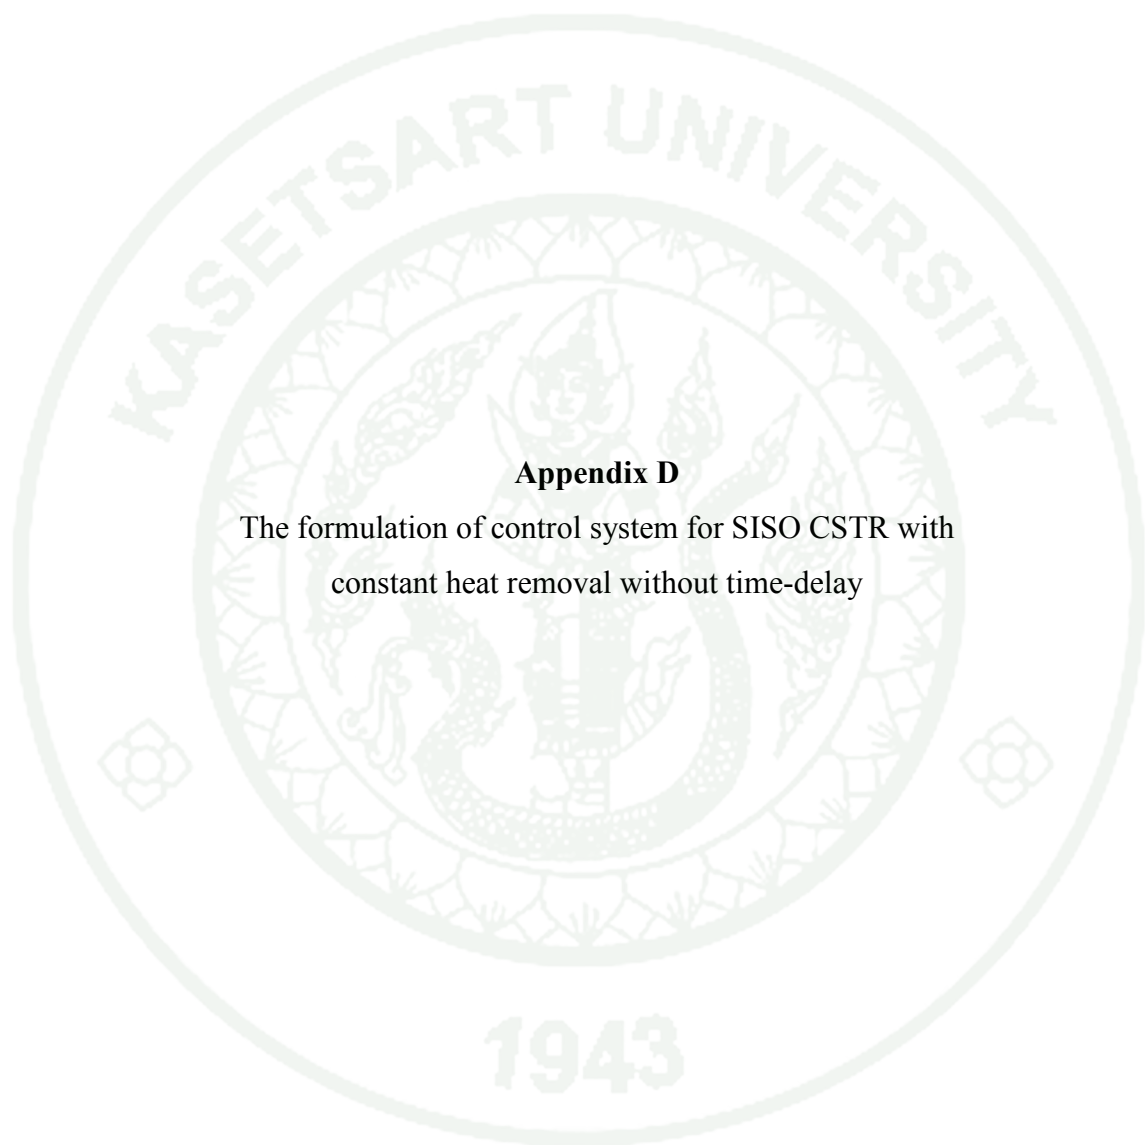 KASETSART UNIVERSITY
Appendix D
The formulation of control system for SISO CSTR with
constant heat removal without time-delay
1943